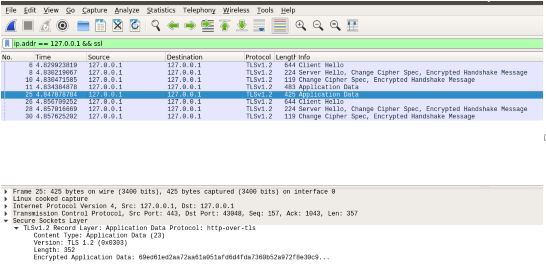 File Edit View Go Capture Analyze Statistics Telephony Wireless Tools Help
ip.addr == 127.0.0.1 && ssl
No. Time Source Destination Protocol Length Info
6 4.829923819 127.0.0.1 127.0.0.1 TLSv1.2 644 Client Hello
8 4.830219067 127.0.0.1 127.0.0.1 TLSv1.2 224 Server Hello, Change Cipher Spec, Encrypted Handshake Message
10 4.830471585 127.0.0.1 127.0.0.1 TLSv1.2 119 Change Cipher Spec, Encrypted Handshake Message
11 4.834384878 127.0.0.1 127.0.0.1 TLSv1.2 483 Application Data
25 4.847878784 127.0.0.1 127.0.0.1 TLSv1.2 425 Application Data
26 4.856709252 127.0.0.1 127.0.0.1 TLSv1.2 644 Client Hello
28 4.857016669 127.0.0.1 127.0.0.1 TLSv1.2 224 Server Hello, Change Cipher Spec, Encrypted Handshake Message
30 4.857625202 127.0.0.1 127.0.0.1 TLSv1.2 119 Change Cipher Spec, Encrypted Handshake Message
Frame 25: 425 bytes on wire (3400 bits), 425 bytes captured (3400 bits) on interface 0
Linux cooked capture
Internet Protocol Version 4, Src: 127.0.0.1, Dst: 127.0.0.1
Transmission Control Protocol, Src Port: 443, Dst Port: 43048, Seq: 157, Ack: 1043, Len: 357
Secure Sockets Layer
TLSv1.2 Record Layer: Application Data Protocol: http-over-tls
Content Type: Application Data (23)
Version: TLS 1.2 (0x0303)
Length: 352
Encrypted Application Data: 69ed61ed2aa72aa61a051afd6d4fda7360b52a972f8e30c9...